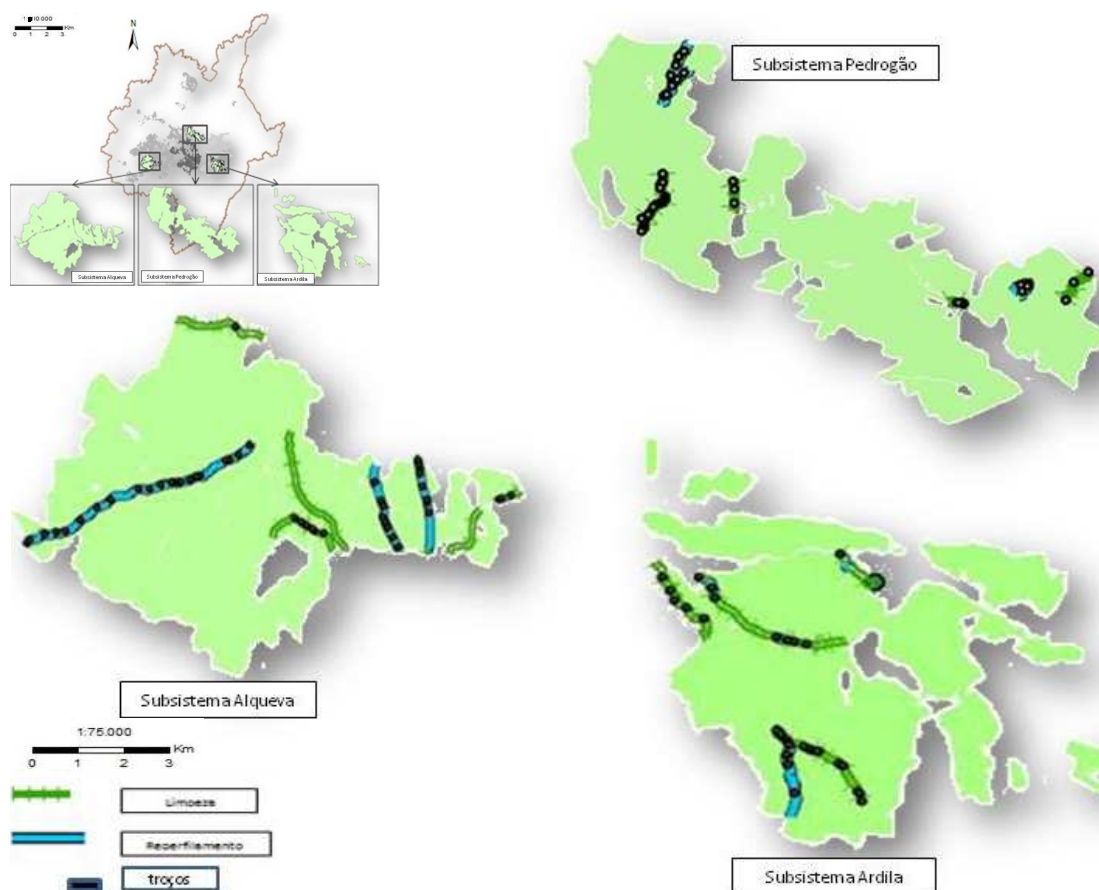 Km
0 1 2 3
N
Subsistema Alqueva
Subsistema Pedrogão
Subsistema Ardila
Subsistema Pedrogão
Subsistema Alqueva
1:75.000
Km
0 1 2 3
Limpeza
Reperfilamento
troços
Subsistema Ardila